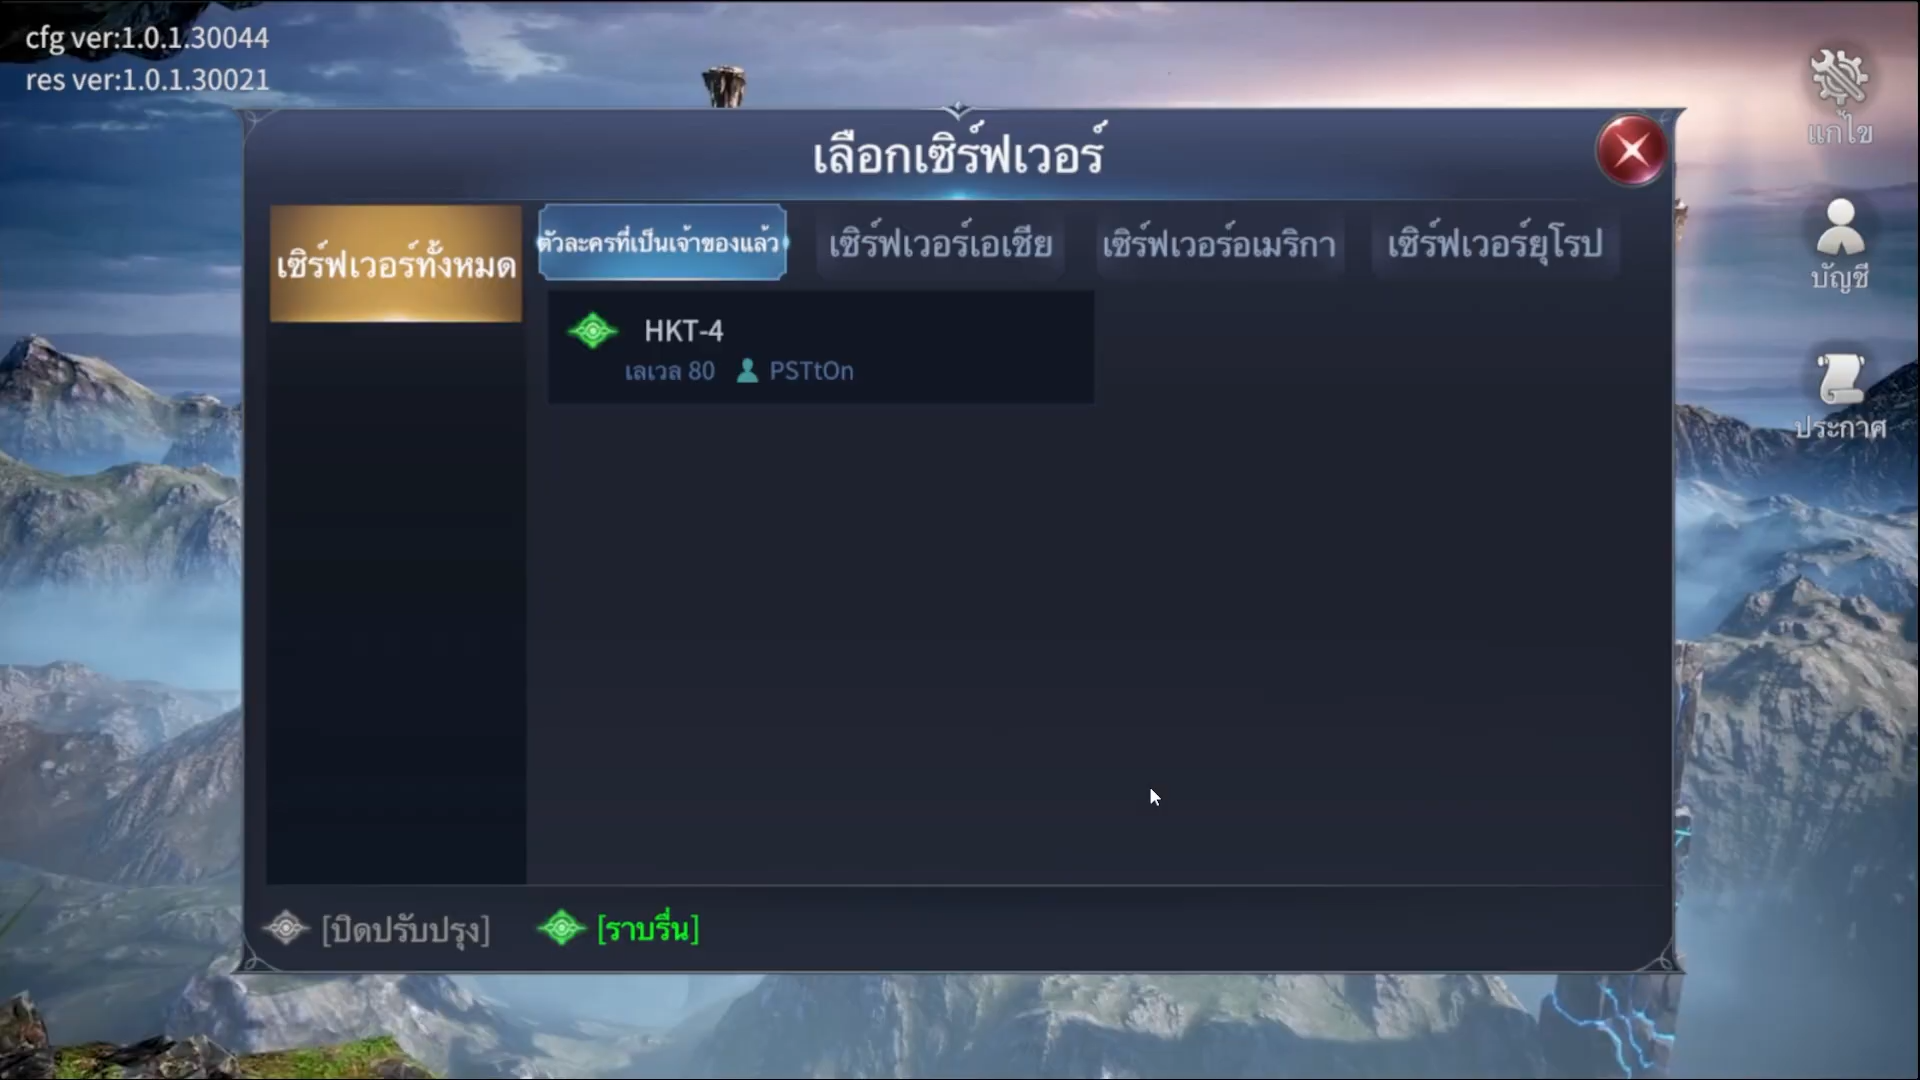 cfg ver:1.0.1.30044
res ver:1.0.1.30021
แก้ไข
เลือกเซิร์ฟเวอร์
เซิร์ฟเวอร์ทั้งหมด
ตัวละครที่เป็นเจ้าของแล้ว
เซิร์ฟเวอร์เอเชีย
เซิร์ฟเวอร์อเมริกา
เซิร์ฟเวอร์ยุโรป
บัญชี
HKT-4
เลเวล 80 PSTtOn
ประกาศ
[ปิดปรับปรุง]
[ราบรื่น]